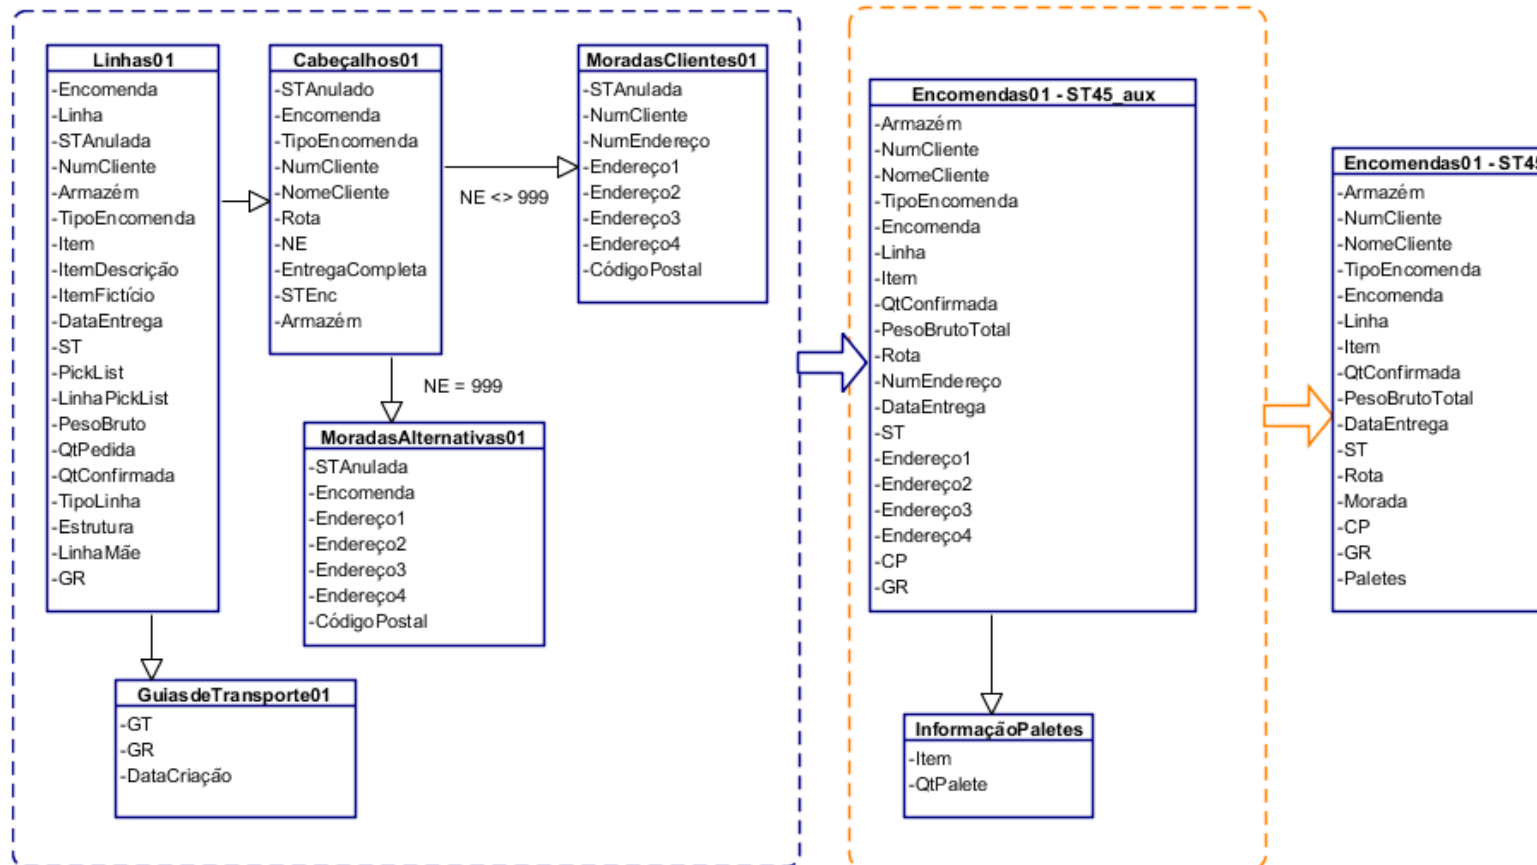 Linhas01
-Encomenda
-Linha
-STAnulada
-NumCliente
-Armazém
-TipoEncomenda
-Item
-ItemDescrição
-ItemFictício
-DataEntrega
-ST
-PickList
-LinhaPickList
-PesoBruto
-QtPedida
-QtConfirmada
-TipoLinha
-Estrutura
-LinhaMãe
-GR
Cabeçalhos01
-STAnulado
-Encomenda
-TipoEncomenda
-NumCliente
-NomeCliente
-Rota
-NE
-EntregaCompleta
-STEnc
-Armazém
NE <> 999
MoradasClientes01
-STAnulada
-NumCliente
-NumEndereço
-Endereço1
-Endereço2
-Endereço3
-Endereço4
-CódigoPostal
NE = 999
MoradasAlternativas01
-STAnulada
-Encomenda
-Endereço1
-Endereço2
-Endereço3
-Endereço4
-CódigoPostal
GuiasdeTransporte01
-GT
-GR
-DataCriação
Encomendas01 - ST45_aux
-Armazém
-NumCliente
-NomeCliente
-TipoEncomenda
-Encomenda
-Linha
-Item
-QtConfirmada
-PesoBrutoTotal
-Rota
-NumEndereço
-DataEntrega
-ST
-Endereço1
-Endereço2
-Endereço3
-Endereço4
-CP
-GR
InformaçãoPaletes
-Item
-QtPalete
Encomendas01 - ST45
-Armazém
-NumCliente
-NomeCliente
-TipoEncomenda
-Encomenda
-Linha
-Item
-QtConfirmada
-PesoBrutoTotal
-DataEntrega
-ST
-Rota
-Morada
-CP
-GR
-Paletes